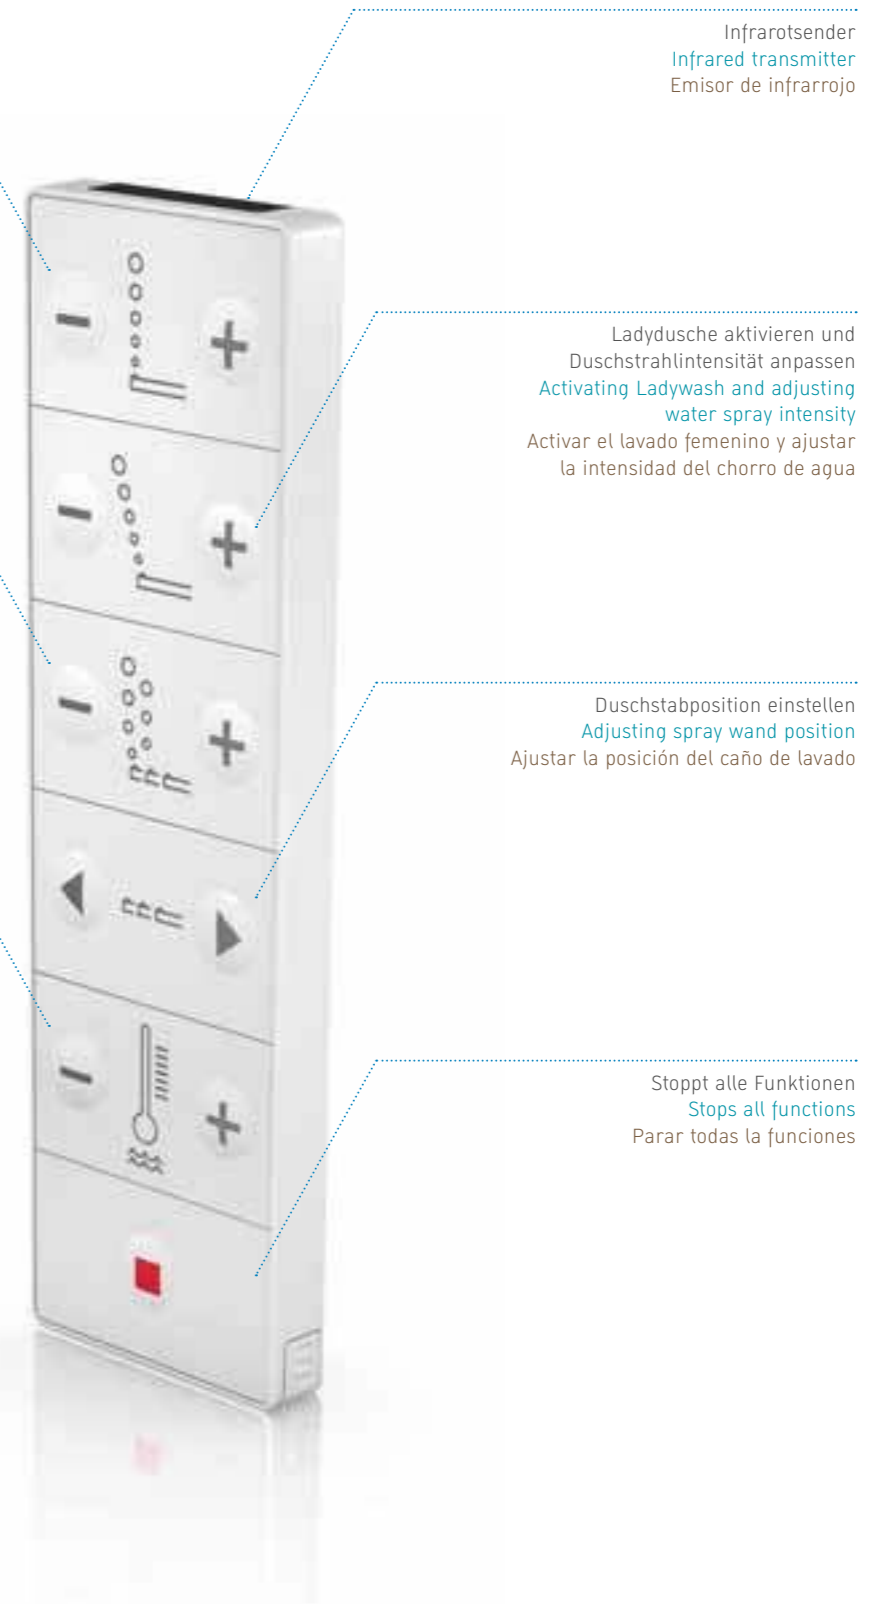 Infrarotsender
Infrared transmitter
Emisor de infrarrojo
Ladydusche aktivieren und
Duschstrahlintensität anpassen
Activating Ladywash and adjusting
water spray intensity
Activar el lavado femenino y ajustar
la intensidad del chorro de agua
Duschstabposition einstellen
Adjusting spray wand position
Ajustar la posición del caño de lavado
Stoppt alle Funktionen
Stops all functions
Parar todas la funciones